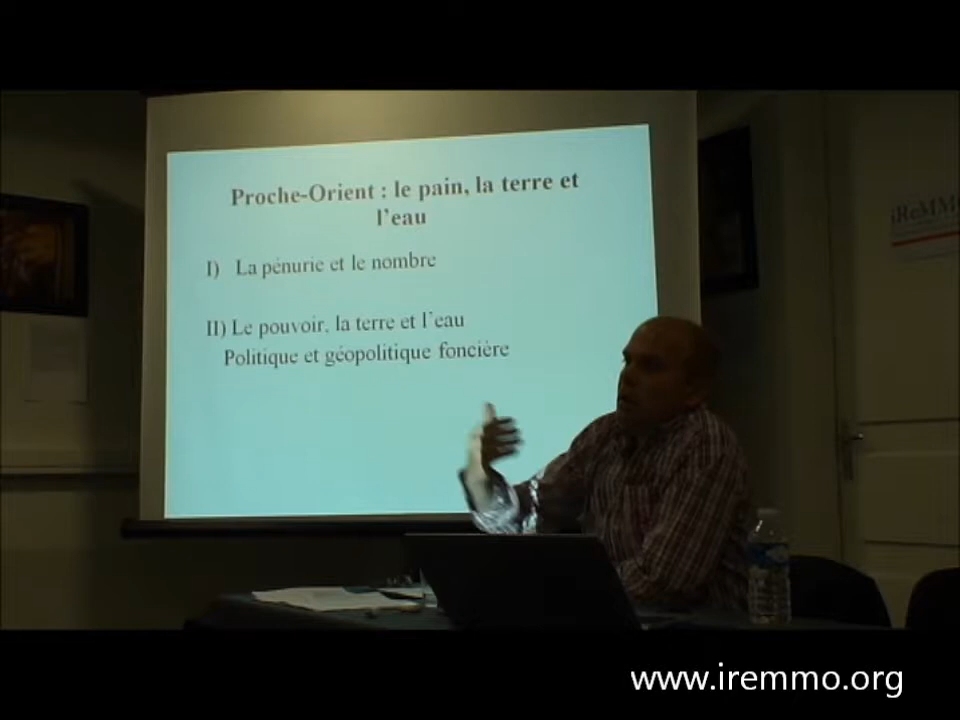 Proche-Orient : le pain, la terre et
l'eau
I) La pénurie et le nombre
II) Le pouvoir, la terre et l'eau
Politique et géopolitique foncière
iReMM
www.iremmo.org